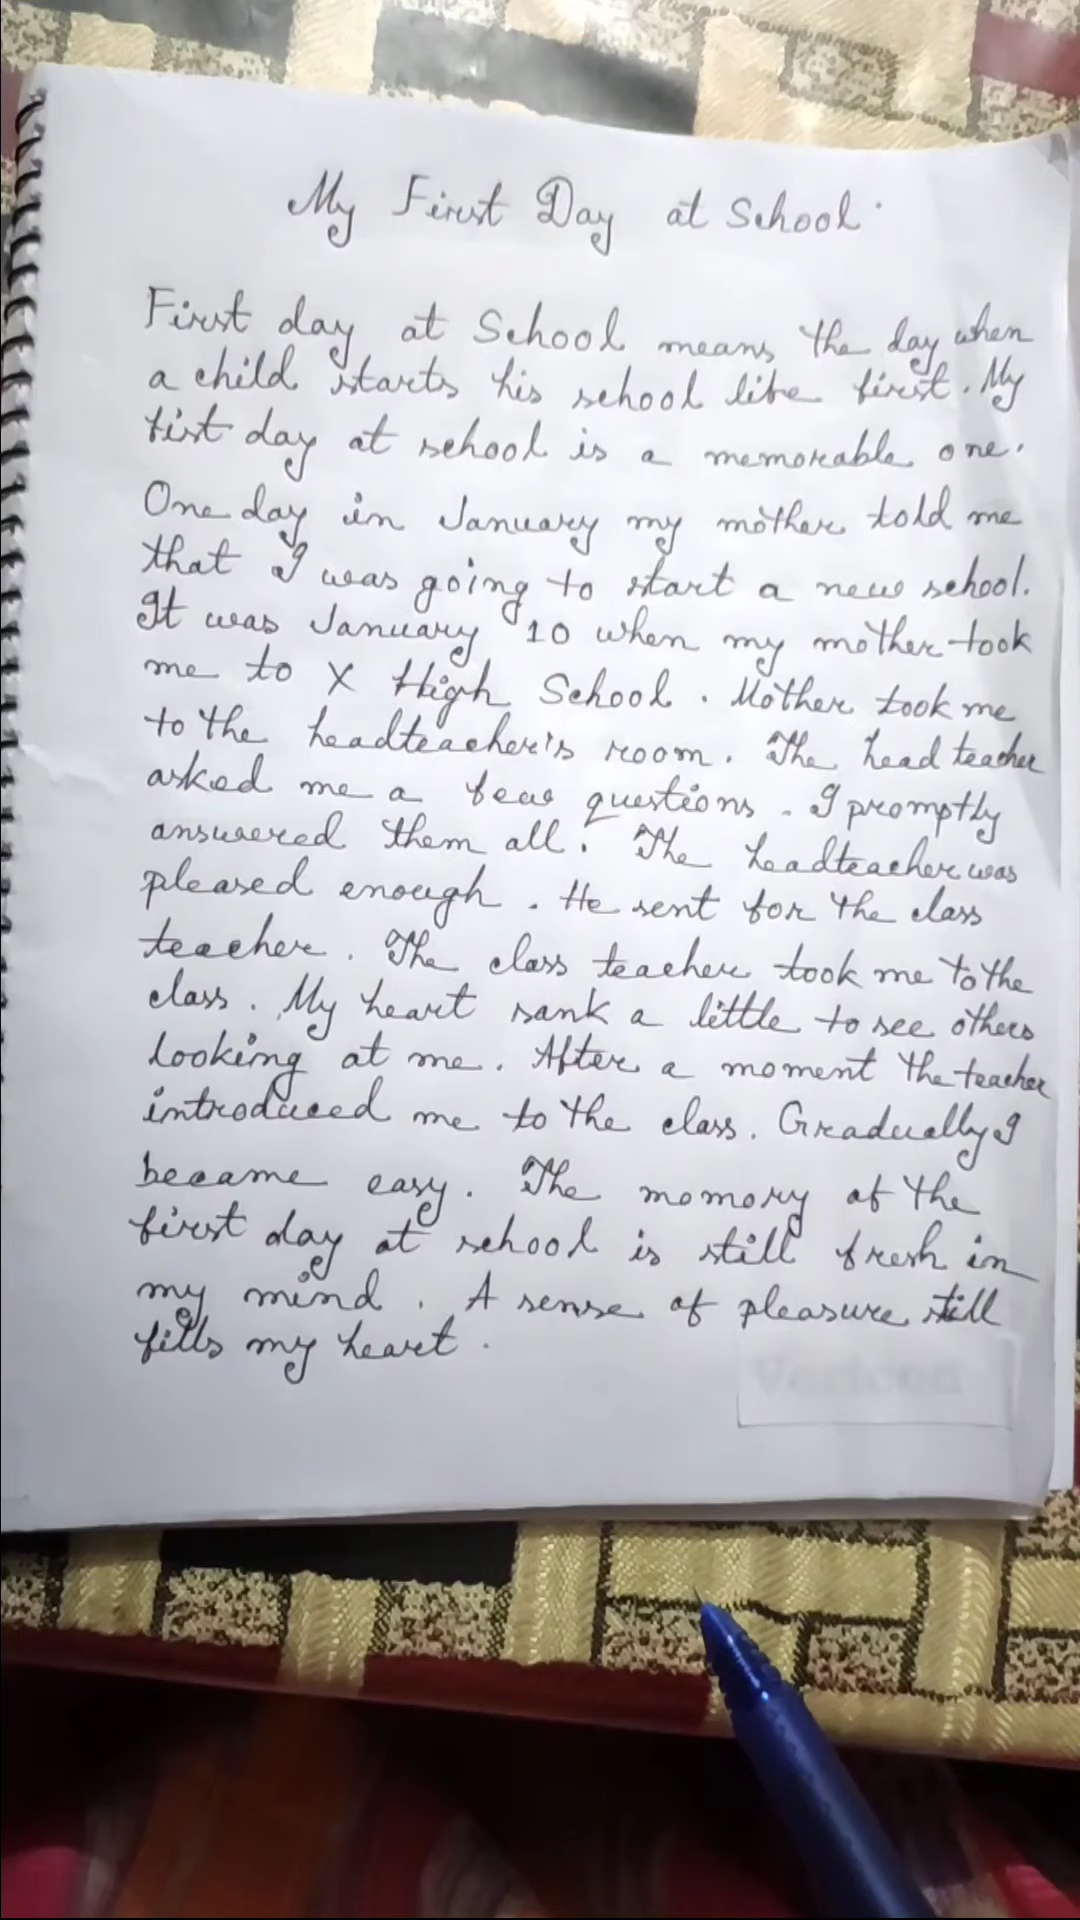 My First Day at School.
First day at School means the day when
a child starts his school life first. My
fist day at school is a memorable one.
One day in January my mother told me
that I was going to start a new school.
It was January 10 when my mother took
me to X High School. Mother took me
to the headteacher's room. The head teacher
asked me a few questions. I promptly
answered them all. The headteacher was
pleased enough. He sent for the class
teacher. The class teacher took me to the
class. My heart sank a little to see others
looking at me. After a moment the teacher
introduced me to the class. Gradually I
became easy. The momory of the
first day at school is still fresh in
my mind. A sense of pleasure still
fills my heart.